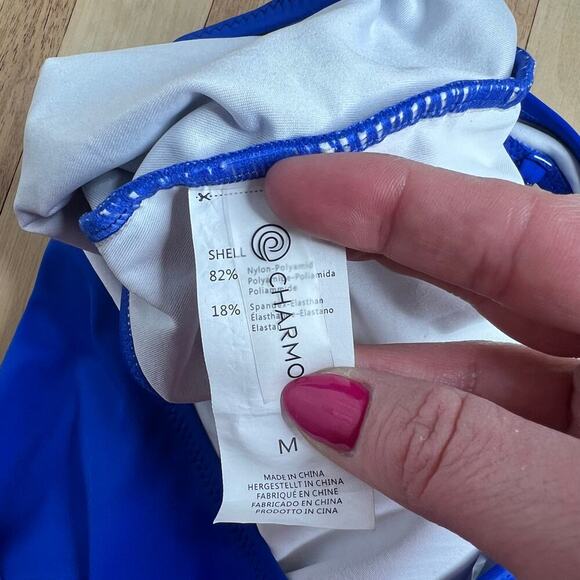 SHELL
82% Nylon-Polyamid
Polyamide-Poliamida
Poliammide
18% Spandex-Elasthan
Élasthanne-Elastano
Elastan
CHARMO
M
MADE IN CHINA
HERGESTELLT IN CHINA
FABRIQUÉ EN CHINE
FABRICADO EN CHINA
PRODOTTO IN CINA